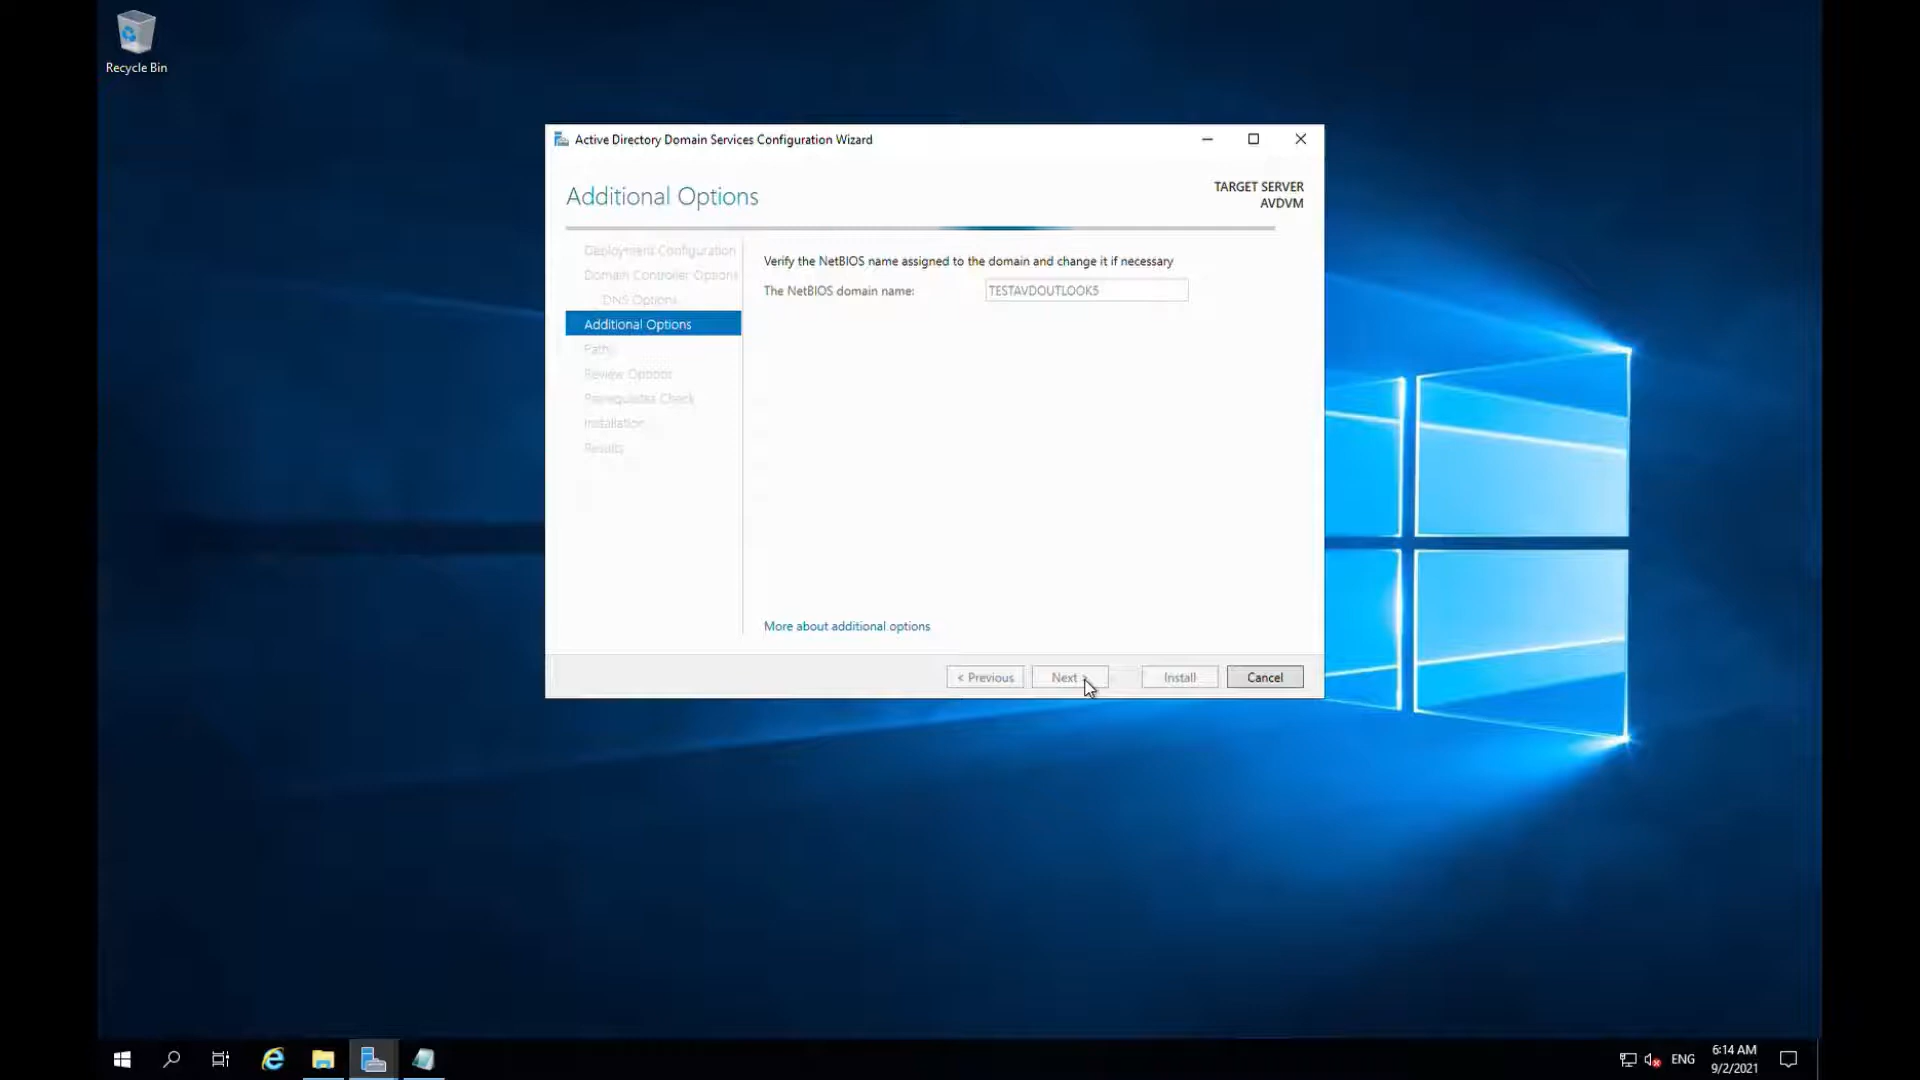 Recycle Bin
Active Directory Domain Services Configuration Wizard
Additional Options
TARGET SERVER
AVDVM
Deployment Configuration
Domain Controller Options
DNS Options
Additional Options
Paths
Review Options
Prerequisites Check
Installation
Results
Verify the NetBIOS name assigned to the domain and change it if necessary
The NetBIOS domain name:
TESTAVDOUTLOOK5
More about additional options
< Previous
Next >
Install
Cancel
ENG
6:14 AM
9/2/2021